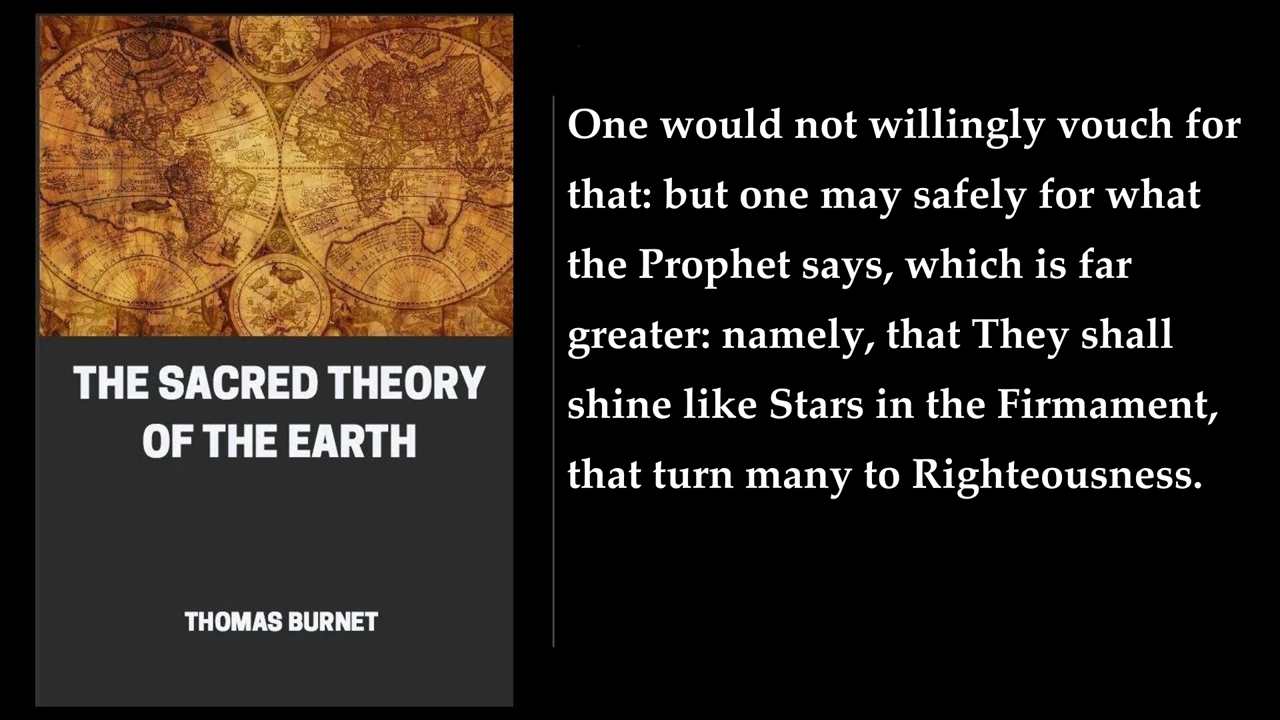 THE SACRED THEORY
OF THE EARTH
THOMAS BURNET
One would not willingly vouch for
that: but one may safely for what
the Prophet says, which is far
greater: namely, that They shall
shine like Stars in the Firmament,
that turn many to Righteousness.